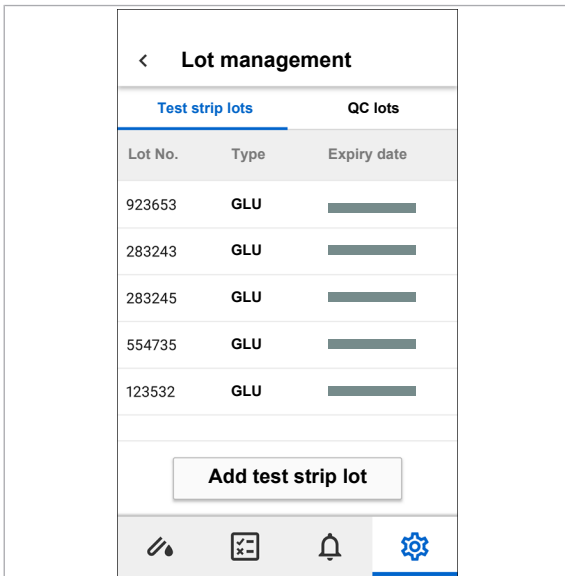 Lot management
Test strip lots QC lots
Lot No. Type Expiry date
923653 GLU
283243 GLU
283245 GLU
554735 GLU
123532 GLU
Add test strip lot